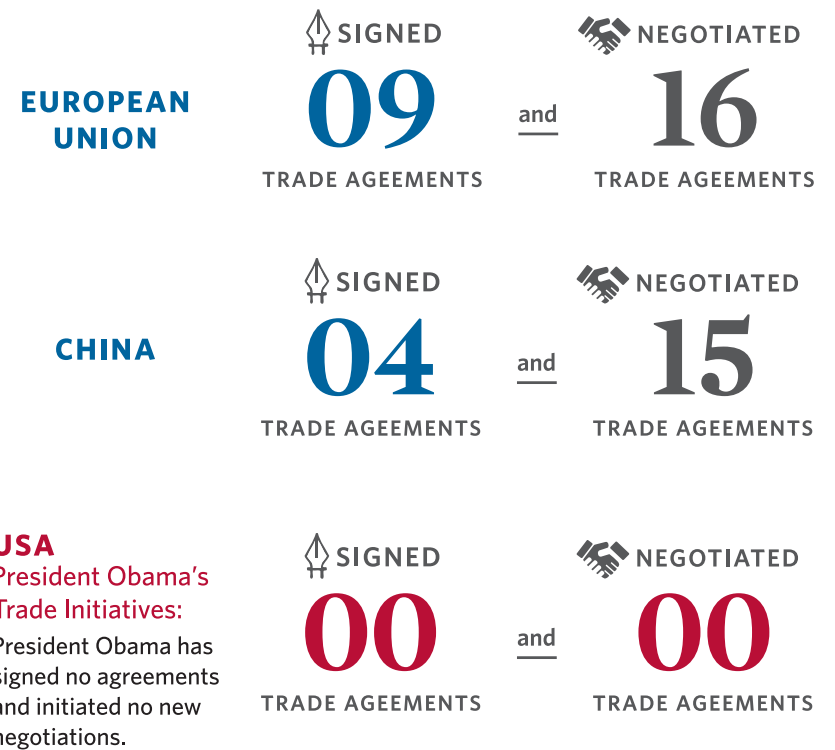 SIGNED
NEGOTIATED
EUROPEAN
UNION
09
and
16
TRADE AGEEMENTS
TRADE AGEEMENTS
SIGNED
NEGOTIATED
CHINA
04
and
15
TRADE AGEEMENTS
TRADE AGEEMENTS
USA
President Obama's
Trade Initiatives:
President Obama has
signed no agreements
and initiated no new
negotiations.
SIGNED
NEGOTIATED
00
and
00
TRADE AGEEMENTS
TRADE AGEEMENTS